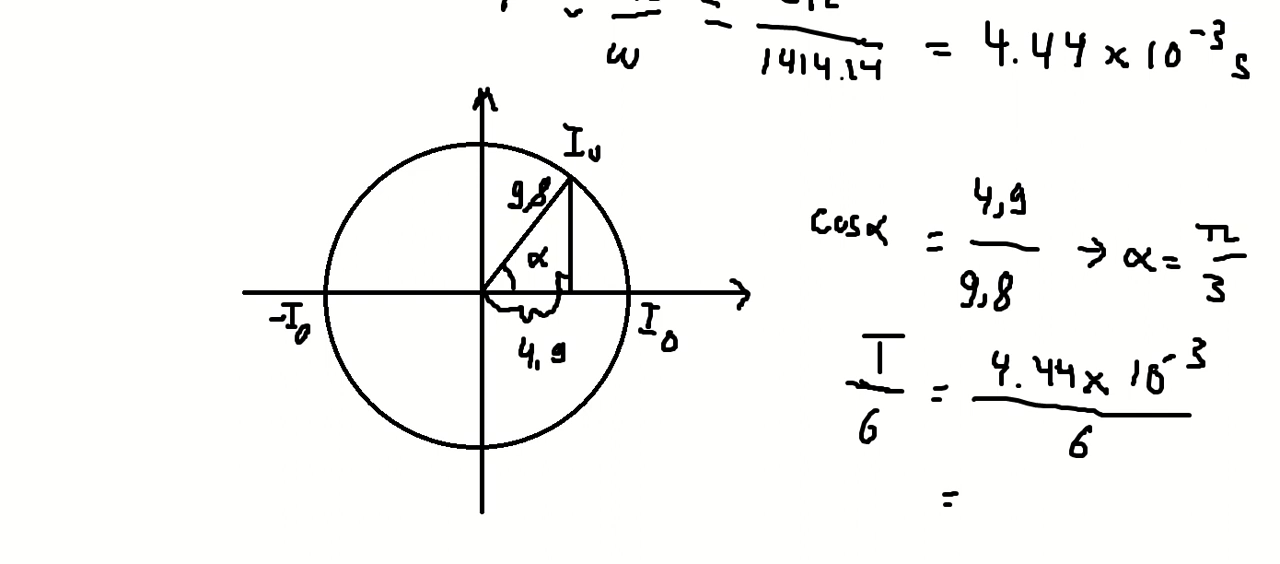 ω = 1414.14 = 4.44 × 10⁻³ s
I₀
9,8
cosα = 4,9 / 9,8 → α = π / 3
α
-I₀ I₀
4,9
T / 6 = 4.44 × 10⁻³ / 6
=